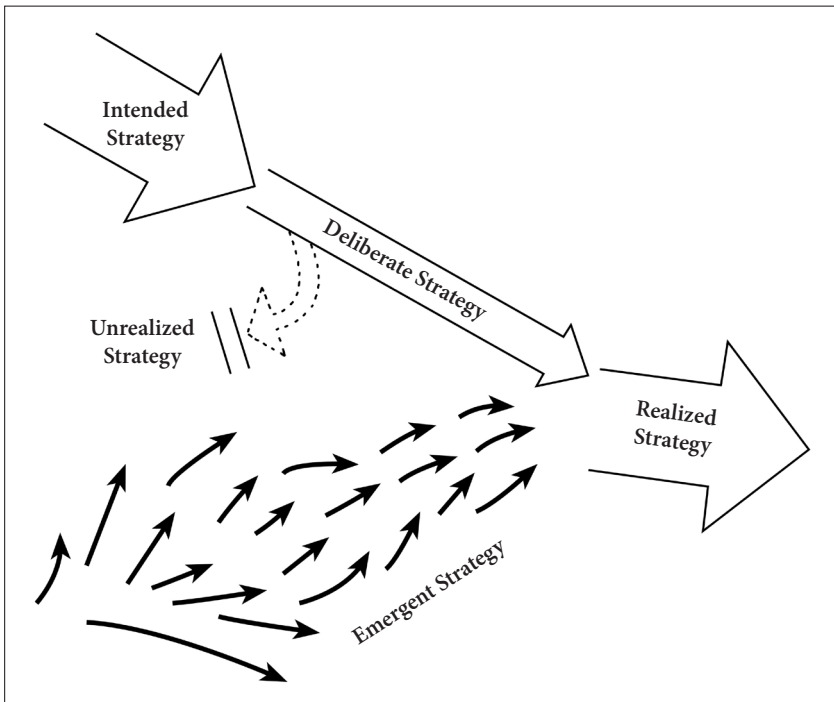 Intended
Strategy
Deliberate Strategy
Unrealized
Strategy
Realized
Strategy
Emergent Strategy